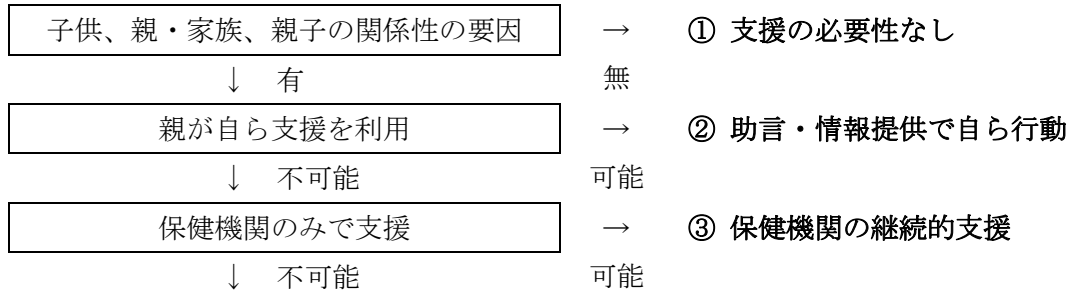 子供、親・家族、親子の関係性の要因 → ① 支援の必要性なし
↓ 有 無
親が自ら支援を利用 → ② 助言・情報提供で自ら行動
↓ 不可能 可能
保健機関のみで支援 → ③ 保健機関の継続的支援
↓ 不可能 可能